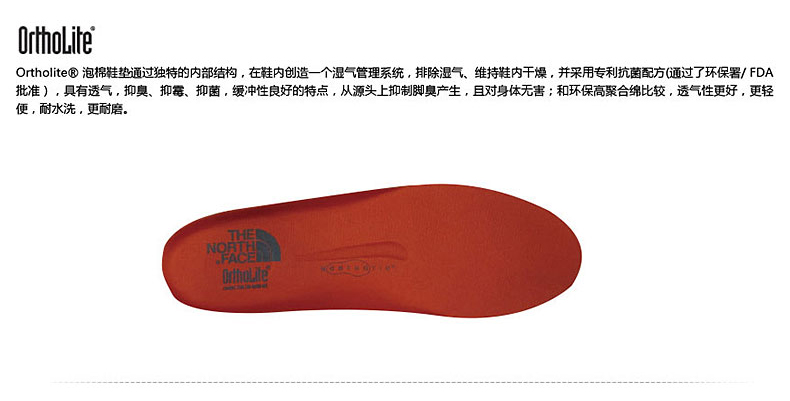 OrthoLite®
Ortholite® 泡棉鞋垫通过独特的内部结构，在鞋内创造一个湿气管理系统，排除湿气、维持鞋内干燥，并采用专利抗菌配方(通过了环保署/ FDA
批准），具有透气，抑臭、抑霉、抑菌，缓冲性良好的特点，从源头上抑制脚臭产生，且对身体无害；和环保高聚合绵比较，透气性更好，更轻
便，耐水洗，更耐磨。
THE
NORTH
FACE
OrthoLite